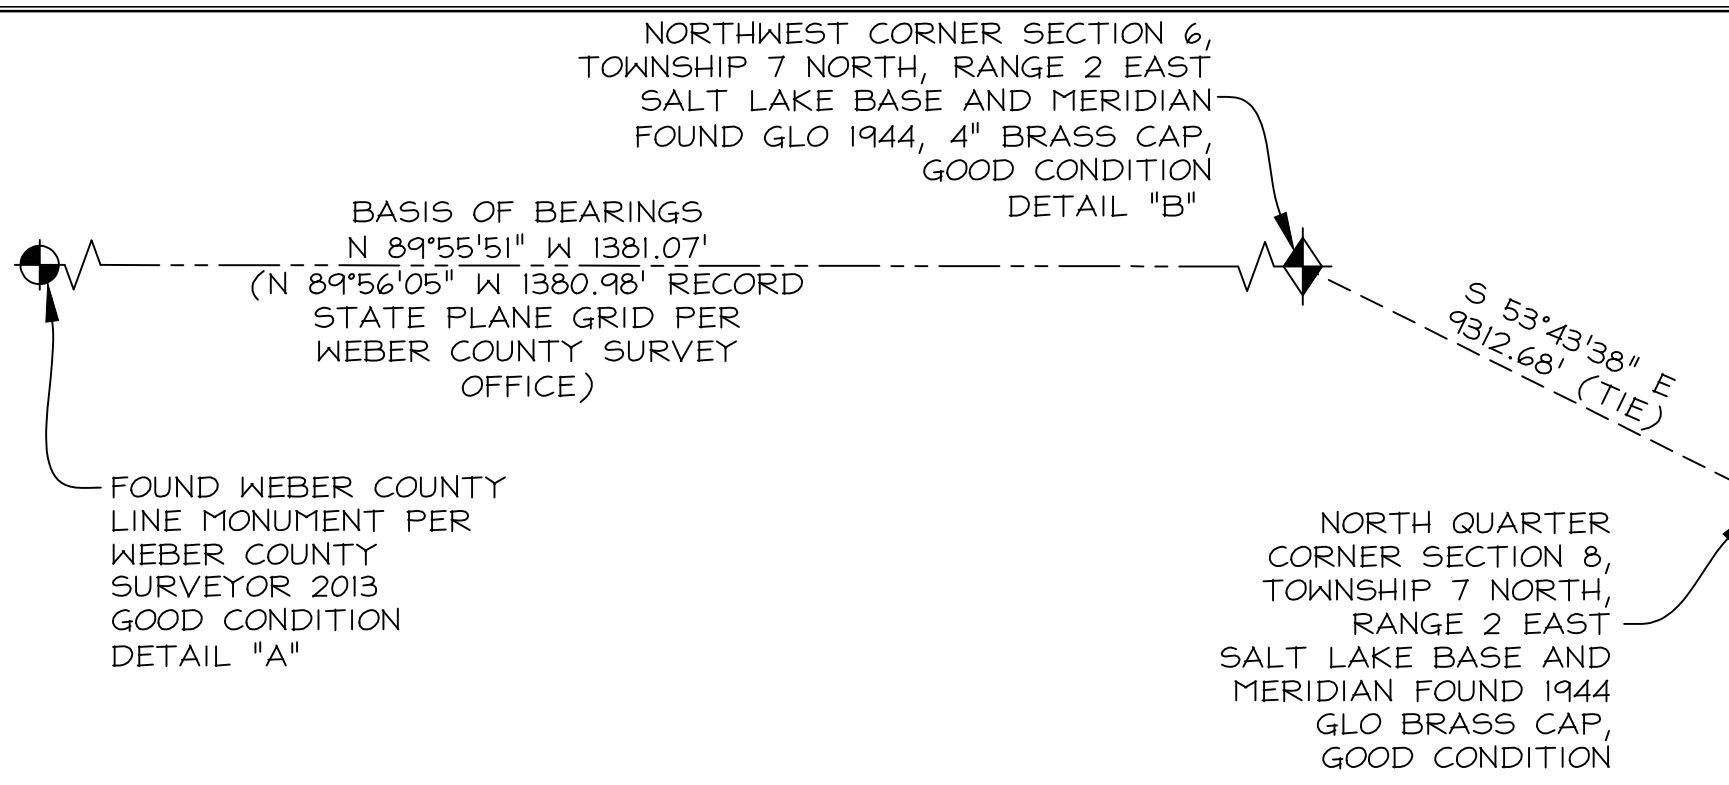 NORTHWEST CORNER SECTION 6,
TOWNSHIP 7 NORTH, RANGE 2 EAST
SALT LAKE BASE AND MERIDIAN
FOUND GLO 1944, 4" BRASS CAP,
GOOD CONDITION
DETAIL "B"
BASIS OF BEARINGS
N 89°55'51" W 1381.07'
(N 89°56'05" W 1380.98' RECORD
STATE PLANE GRID PER
WEBER COUNTY SURVEY
OFFICE)
S 53°43'38" E
9312.68' (TIE)
FOUND WEBER COUNTY
LINE MONUMENT PER
WEBER COUNTY
SURVEYOR 2013
GOOD CONDITION
DETAIL "A"
NORTH QUARTER
CORNER SECTION 8,
TOWNSHIP 7 NORTH,
RANGE 2 EAST
SALT LAKE BASE AND
MERIDIAN FOUND 1944
GLO BRASS CAP,
GOOD CONDITION